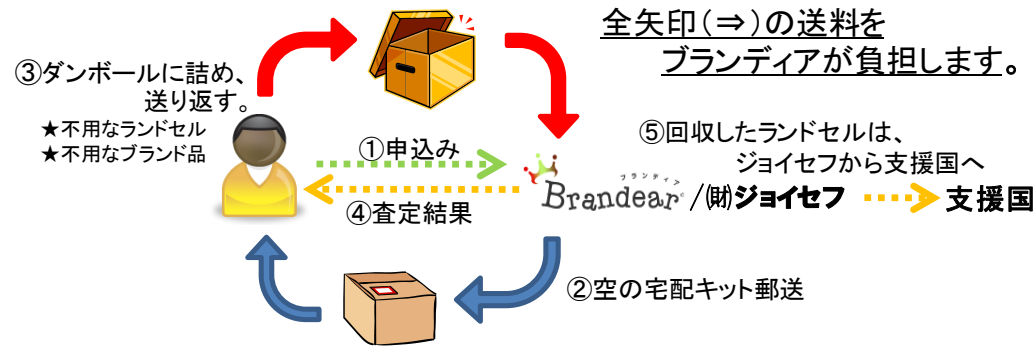 全矢印(⇒)の送料を
ブランディアが負担します。
③ダンボールに詰め、
送り返す。
★不用なランドセル
★不用なブランド品
①申込み
④査定結果
⑤回収したランドセルは、
ジョイセフから支援国へ
ブランディア
Brandear /㈶ジョイセフ
支援国
②空の宅配キット郵送